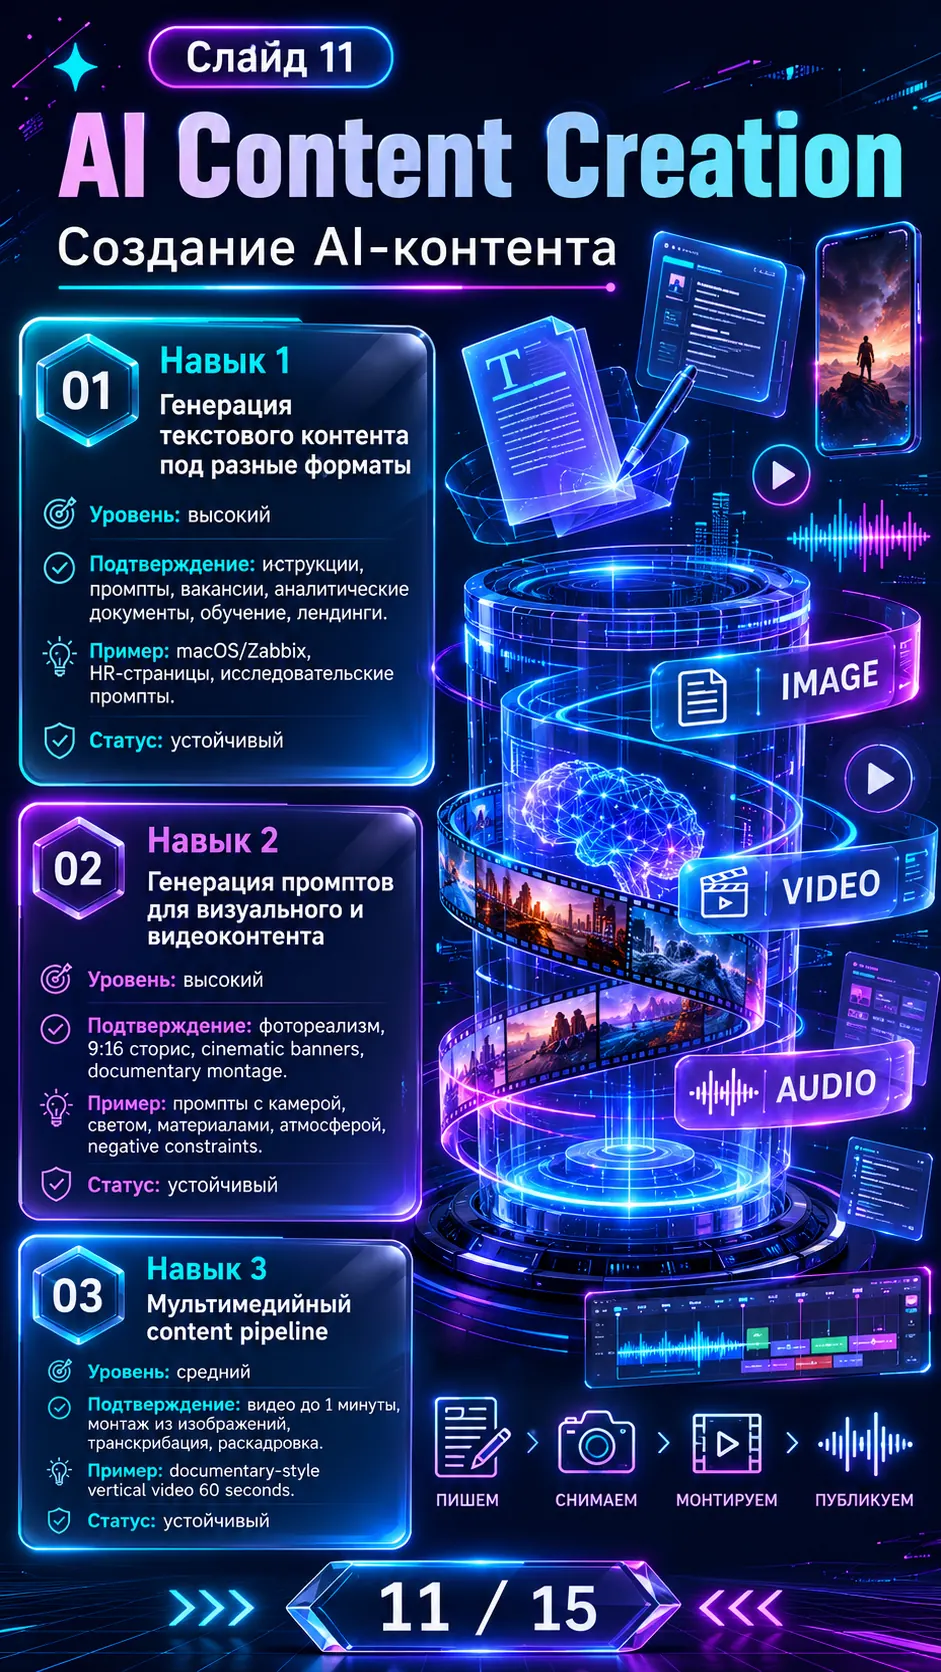 Слайд 11
AI Content Creation
Создание AI-контента
01
Навык 1
Генерация
текстового контента
под разные форматы
Уровень: высокий
Подтверждение: иструкции,
промпты, вакансии, аналитические
документы, обучение, лендинги.
Пример: macOS/Zabbix,
HR-страницы, исследовательские
промпты.
Статус: устойчивый
02
Навык 2
Генерация промптов
для визуального и
видеоконтента
Уровень: высокий
Подтверждение: фотореализм,
9:16 сторис, cinematic banners,
documentary montage.
Пример: промпты с камерой,
светом, материалами, атмосферой,
negative constraints.
Статус: устойчивый
03
Навык 3
Мультимедийный
content pipeline
Уровень: средний
Подтверждение: видео до 1 минуты,
монтаж из изображений,
транскрибация, раскадровка.
Пример: documentary-style
vertical video 60 seconds.
Статус: устойчивый
T
IMAGE
VIDEO
AUDIO
ПИШЕМ
СНИМАЕМ
МОНТИРУЕМ
ПУБЛИКУЕМ
11 / 15